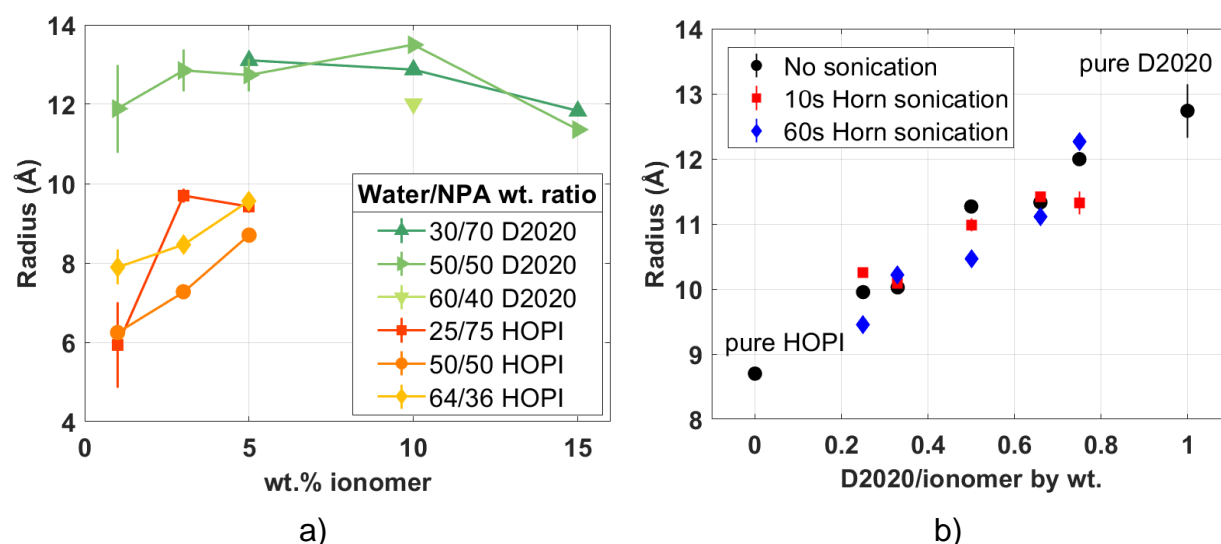 14
12
10
8
6
4
0
5
10
15
Radius (Å)
wt.% ionomer
Water/NPA wt. ratio
30/70 D2020
50/50 D2020
60/40 D2020
25/75 HOPI
50/50 HOPI
64/36 HOPI
a)
14
13
12
11
10
9
8
0
0.2
0.4
0.6
0.8
1
Radius (Å)
D2020/ionomer by wt.
No sonication
10s Horn sonication
60s Horn sonication
pure D2020
pure HOPI
b)